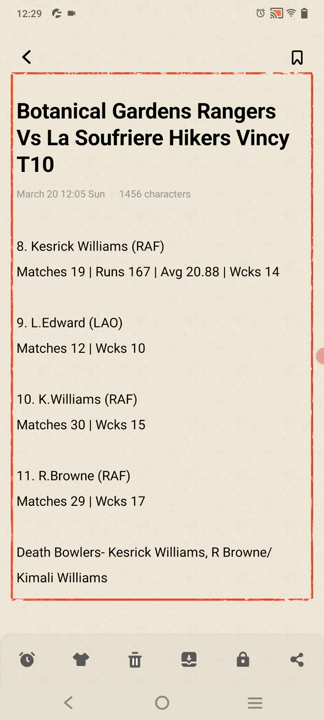 12:29
Botanical Gardens Rangers
Vs La Soufriere Hikers Vincy
T10
March 20 12:05 Sun | 1456 characters
8. Kesrick Williams (RAF)
Matches 19 | Runs 167 | Avg 20.88 | Wcks 14
9. L.Edward (LAO)
Matches 12 | Wcks 10
10. K.Williams (RAF)
Matches 30 | Wcks 15
11. R.Browne (RAF)
Matches 29 | Wcks 17
Death Bowlers- Kesrick Williams, R Browne/
Kimali Williams